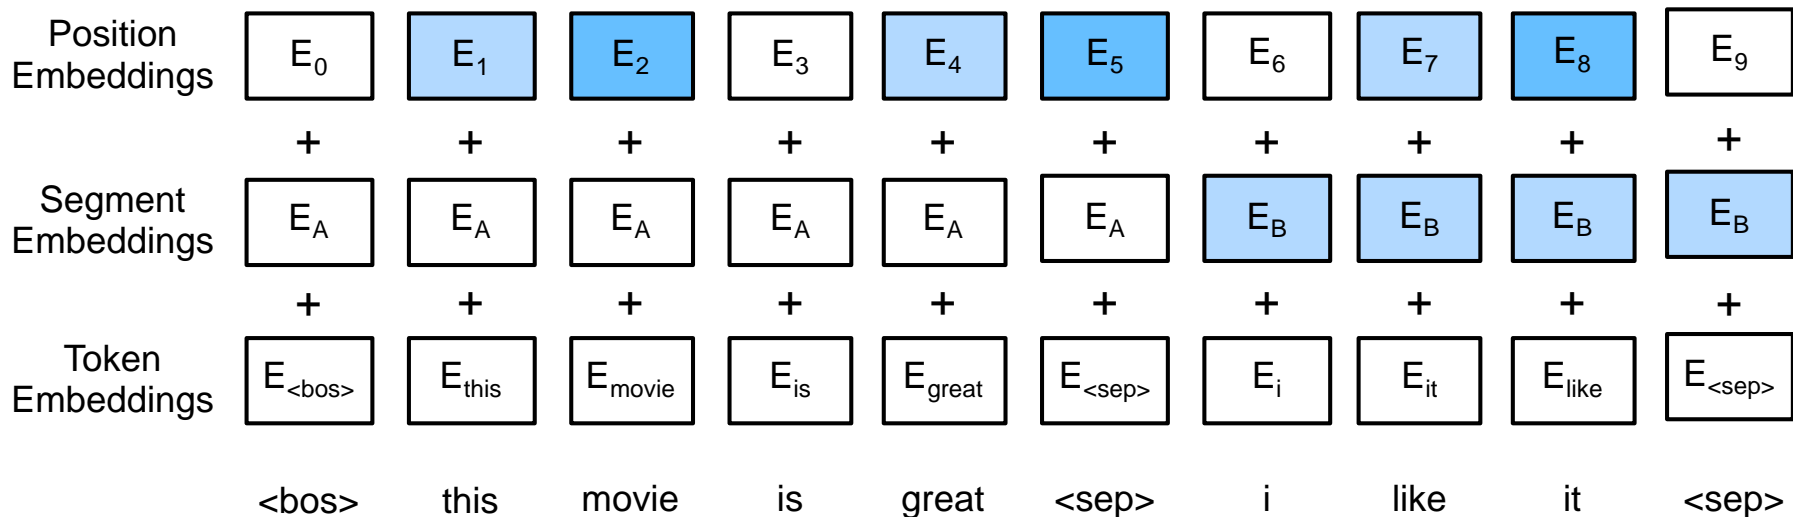 Position Embeddings E0 E1 E2 E3 E4 E5 E6 E7 E8 E9
+ + + + + + + + + +
Segment Embeddings EA EA EA EA EA EA EB EB EB EB
+ + + + + + + + + +
Token Embeddings E<bos> Ethis Emovie Eis Egreat E<sep> Ei Eit Elike E<sep>
<bos> this movie is great <sep> i like it <sep>